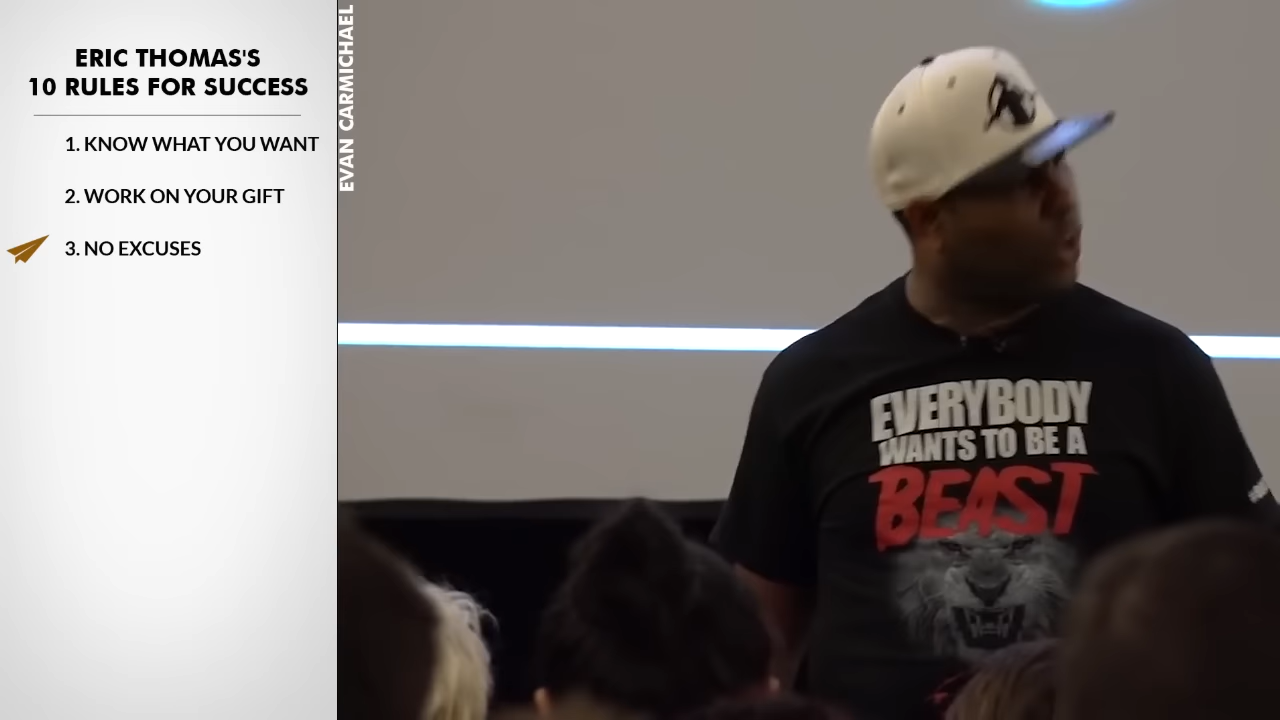 ERIC THOMAS'S
10 RULES FOR SUCCESS
1. KNOW WHAT YOU WANT
2. WORK ON YOUR GIFT
3. NO EXCUSES
EVAN CARMICHAEL
EVERYBODY
WANTS TO BE A
BEAST